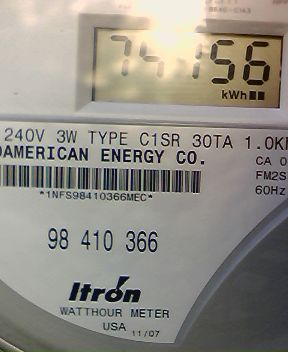 74156
kWh
240V 3W TYPE C1SR 30TA 1.0K
AMERICAN ENERGY CO.
CA 0
FM2S
*1NFS98410366MEC*
60Hz
98 410 366
Itrón
WATTHOUR METER
USA 11/07